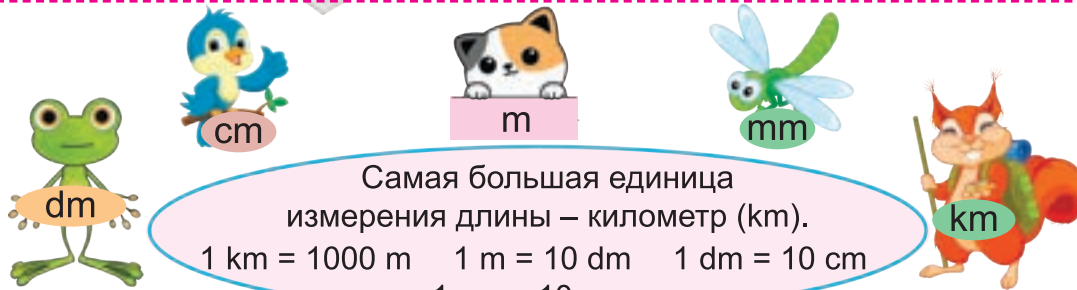 cm
m
mm
dm
km
Самая большая единица
измерения длины – километр (km).
1 km = 1000 m 1 m = 10 dm 1 dm = 10 cm